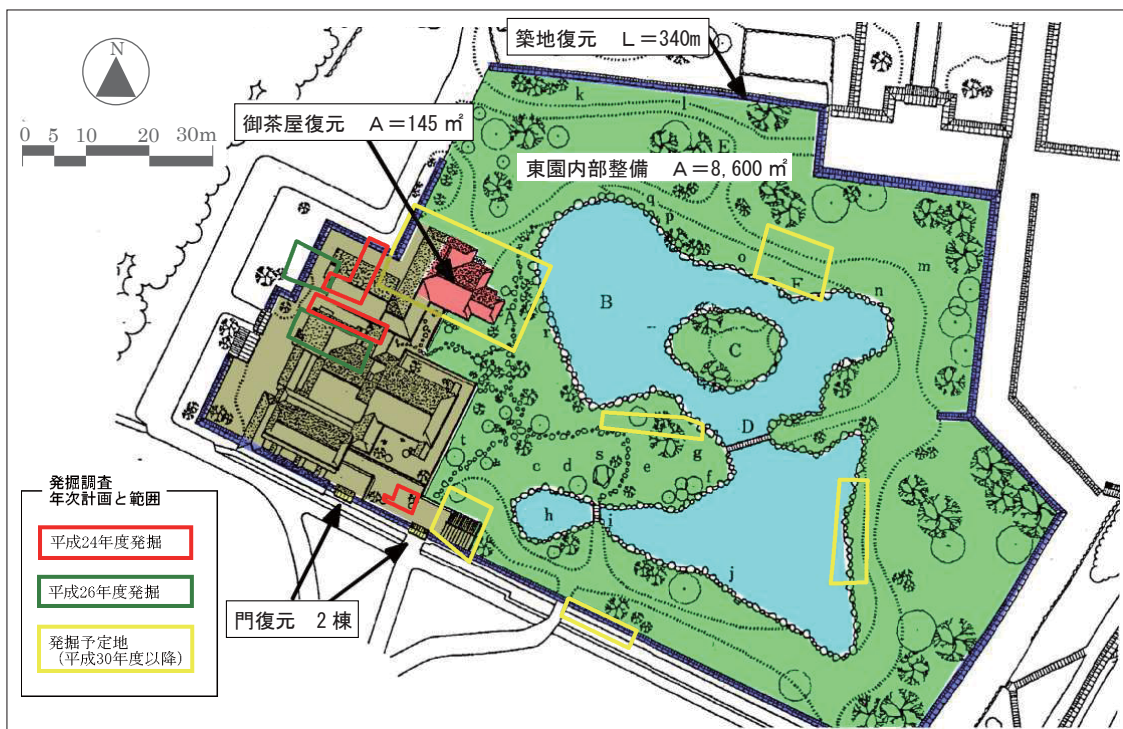 築地復元 L=340m
N
御茶屋復元 A=145 ㎡
0 5 10 20 30m
東園内部整備 A=8,600 ㎡
k
l
E
q
p
o
F
m
n
B
C
D
A
t
c
d
s
e
g
f
h
i
j
発掘調査
年次計画と範囲
平成24年度発掘
平成26年度発掘
発掘予定地
(平成30年度以降)
門復元 2棟